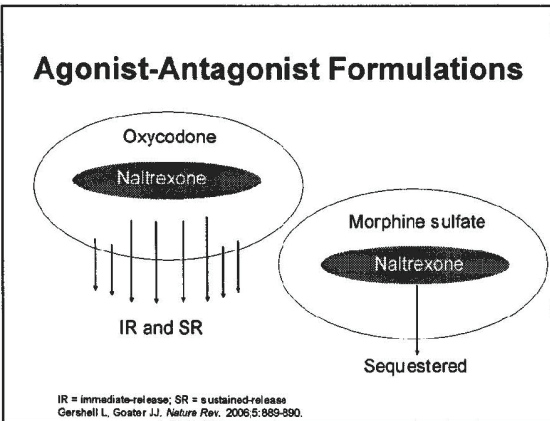 Agonist-Antagonist Formulations
Oxycodone
Naltrexone
IR and SR
Morphine sulfate
Naltrexone
Sequestered
IR = immediate-release; SR = sustained-release
Gershell L, Goater JJ. Nature Rev. 2006;5:889-890.